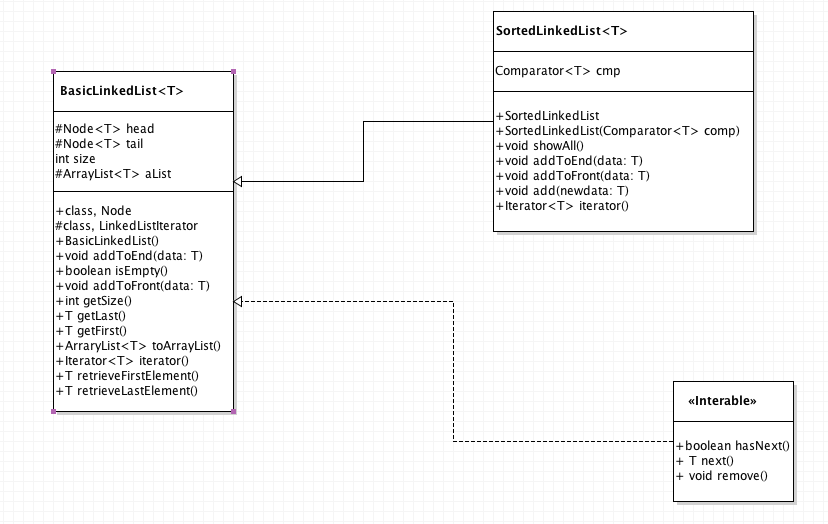 BasicLinkedList<T>
#Node<T> head
#Node<T> tail
int size
#ArrayList<T> aList
+class, Node
#class, LinkedListIterator
+BasicLinkedList()
+void addToEnd(data: T)
+boolean isEmpty()
+void addToFront(data: T)
+int getSize()
+T getLast()
+T getFirst()
+ArraryList<T> toArrayList()
+Iterator<T> iterator()
+T retrieveFirstElement()
+T retrieveLastElement()
SortedLinkedList<T>
Comparator<T> cmp
+SortedLinkedList
+SortedLinkedList(Comparator<T> comp)
+void showAll()
+void addToEnd(data: T)
+void addToFront(data: T)
+void add(newdata: T)
+Iterator<T> iterator()
«Interable»
+boolean hasNext()
+ T next()
+ void remove()